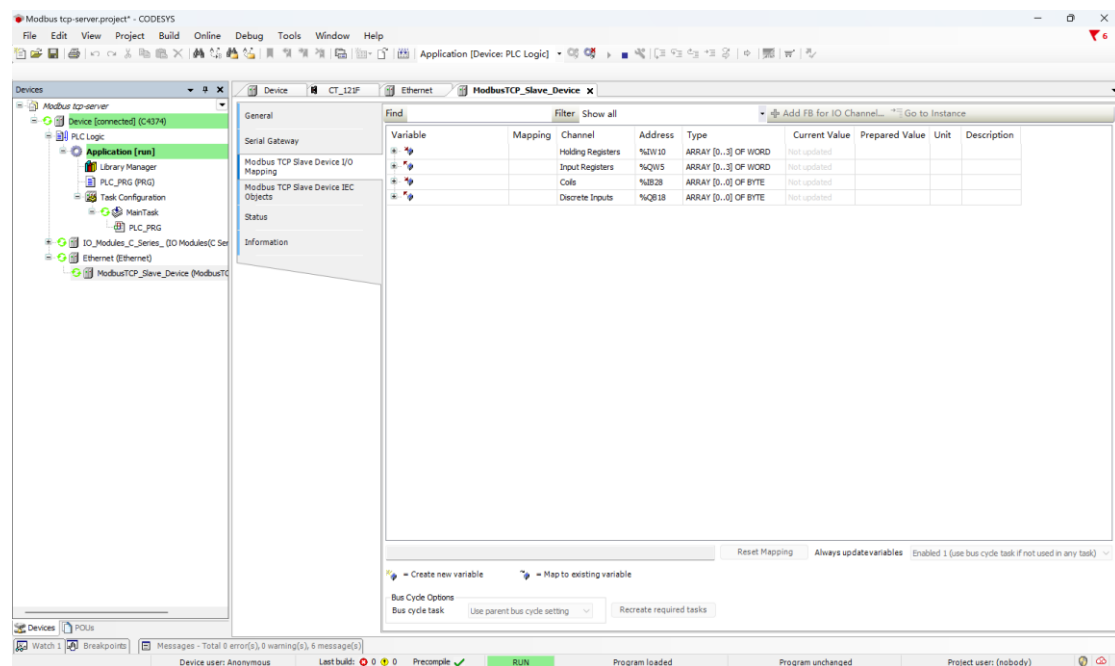 Modbus tcp-server.project* - CODESYS
File Edit View Project Build Online Debug Tools Window Help
6
Application [Device: PLC Logic]
Devices
Device
CT_121F
Ethernet
ModbusTCP_Slave_Device
Modbus tcp-server
Device [connected] (C4374)
PLC Logic
Application [run]
Library Manager
PLC_PRG (PRG)
Task Configuration
MainTask
PLC_PRG
IO_Modules_C_Series_ (IO Modules(C Ser
Ethernet (Ethernet)
ModbusTCP_Slave_Device (ModbusTC
General
Serial Gateway
Modbus TCP Slave Device I/O
Mapping
Modbus TCP Slave Device IEC
Objects
Status
Information
Find Filter Show all Add FB for IO Channel... Go to Instance
Variable Mapping Channel Address Type Current Value Prepared Value Unit Description
Holding Registers %IW10 ARRAY [0..3] OF WORD Not updated
Input Registers %QW5 ARRAY [0..3] OF WORD Not updated
Coils %IB28 ARRAY [0..0] OF BYTE Not updated
Discrete Inputs %QB18 ARRAY [0..0] OF BYTE Not updated
Reset Mapping Always update variables Enabled 1 (use bus cycle task if not used in any task)
= Create new variable = Map to existing variable
Bus Cycle Options
Bus cycle task Use parent bus cycle setting Recreate required tasks
Devices POUs
Watch 1 Breakpoints Messages - Total 0 error(s), 0 warning(s), 6 message(s)
Device user: Anonymous Last build: 0 0 Precompile RUN Program loaded Program unchanged Project user: (nobody)